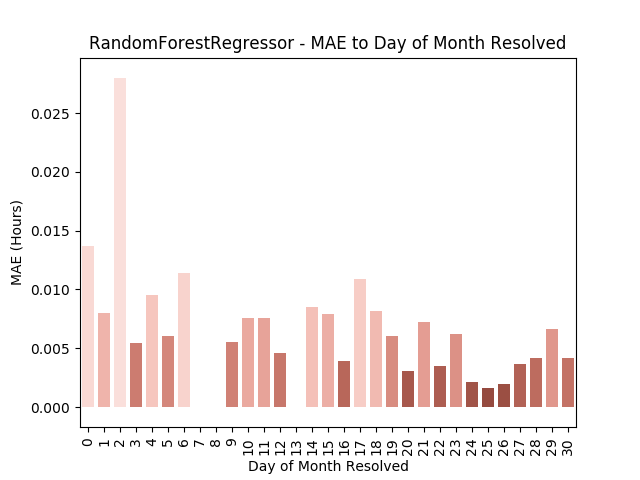 RandomForestRegressor - MAE to Day of Month Resolved
MAE (Hours)
0.025
0.020
0.015
0.010
0.005
0.000
0 1 2 3 4 5 6 7 8 9 10 11 12 13 14 15 16 17 18 19 20 21 22 23 24 25 26 27 28 29 30
Day of Month Resolved